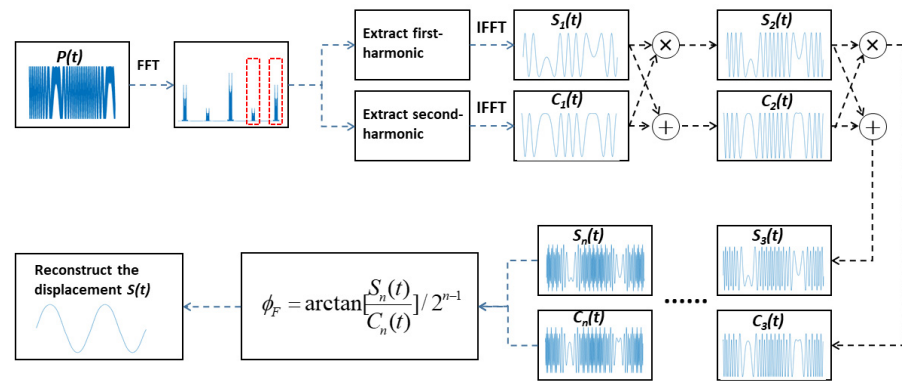 P(t)
FFT
Extract first-
harmonic
IFFT
S1(t)
×
S2(t)
×
Extract second-
harmonic
IFFT
C1(t)
+
C2(t)
+
Reconstruct the
displacement S(t)
ϕF = arctan[Sn(t)/Cn(t)] / 2^n−1
Sn(t)
......
S3(t)
Cn(t)
C3(t)